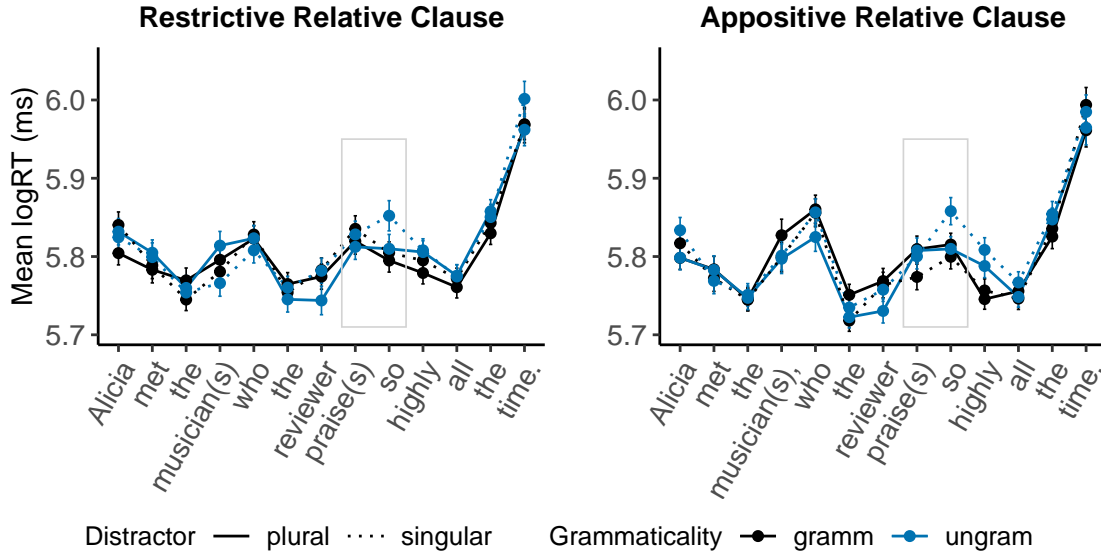 Restrictive Relative Clause
Appositive Relative Clause
Mean logRT (ms)
6.0
5.9
5.8
5.7
Alicia
met
the
musician(s)
who
the
reviewer
praise(s)
so
highly
all
the
time.
6.0
5.9
5.8
5.7
Alicia
met
the
musician(s),
who
the
reviewer
praise(s)
so
highly
all
the
time.
Distractor plural singular Grammaticality gramm ungram